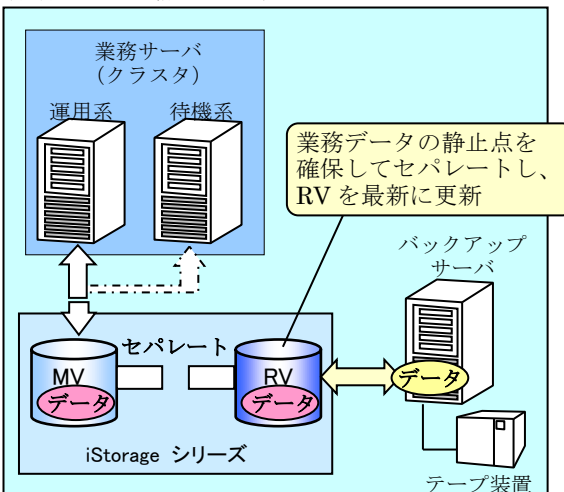 業務サーバ
(クラスタ)
運用系
待機系
業務データの静止点を
確保してセパレートし、
RV を最新に更新
バックアップ
サーバ
セパレート
MV
データ
RV
データ
データ
iStorage シリーズ
テープ装置